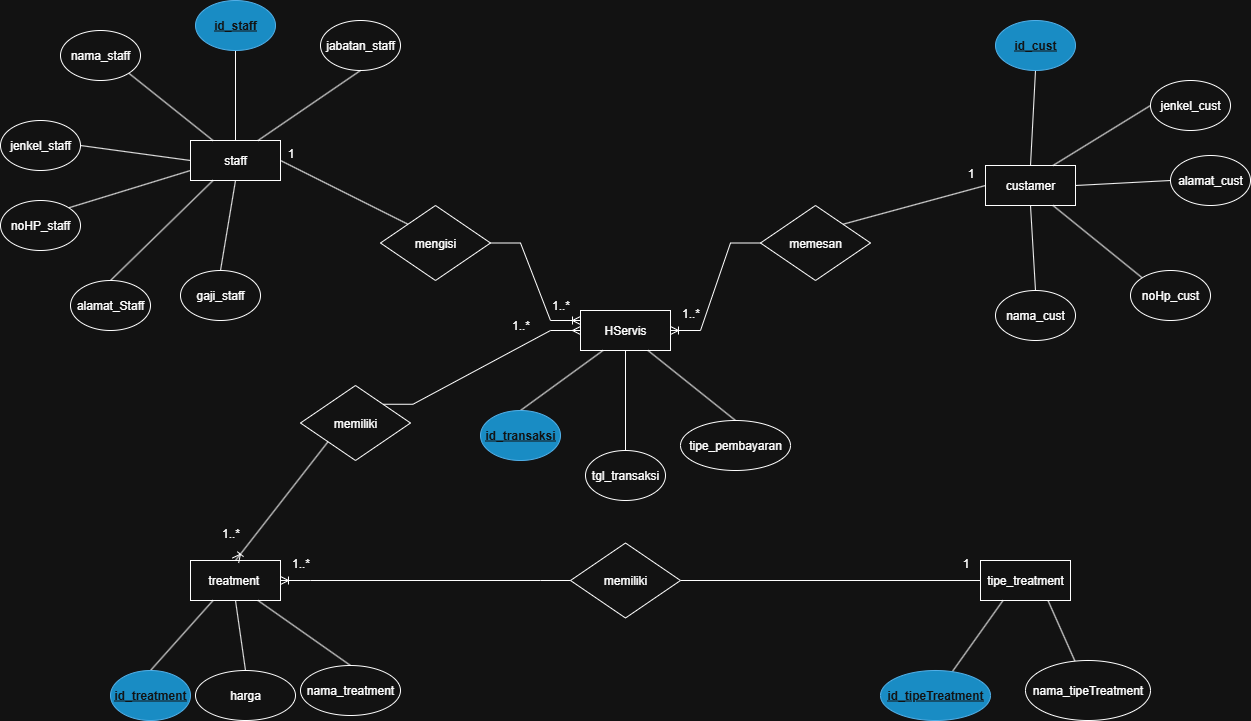 id_staff
nama_staff
jabatan_staff
id_cust
jenkel_cust
jenkel_staff
staff
1
1
custamer
alamat_cust
noHP_staff
mengisi
memesan
alamat_Staff
gaji_staff
nama_cust
noHp_cust
1..*
1..*
1..*
HServis
memiliki
id_transaksi
tipe_pembayaran
tgl_transaksi
1..*
1..*
1
treatment
memiliki
tipe_treatment
id_treatment
harga
nama_treatment
id_tipeTreatment
nama_tipeTreatment